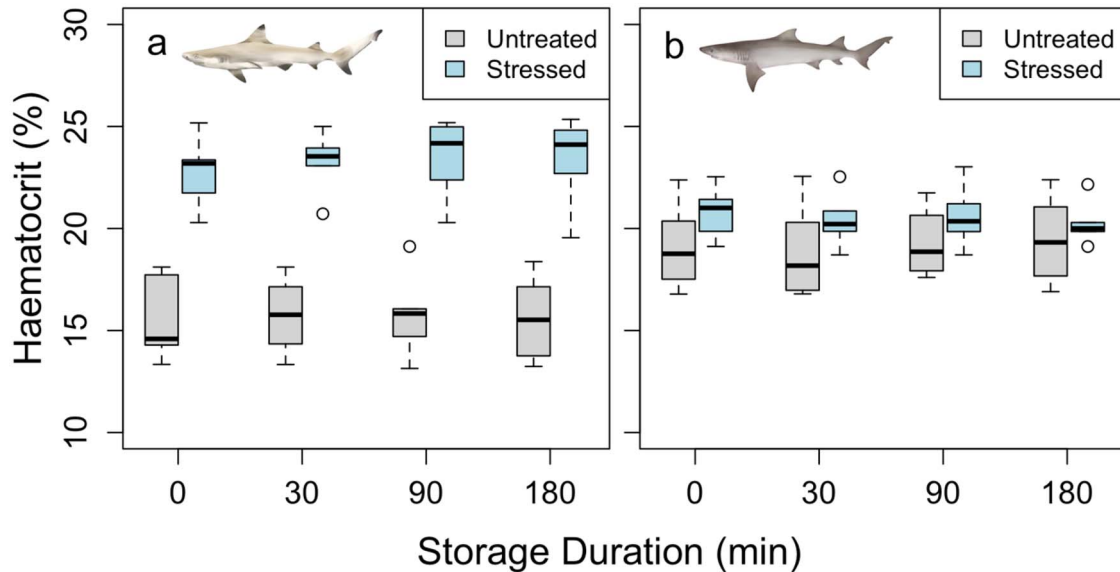 a
Untreated
Stressed
b
Untreated
Stressed
Haematocrit (%)
30
25
20
15
10
0 30 90 180
0 30 90 180
Storage Duration (min)